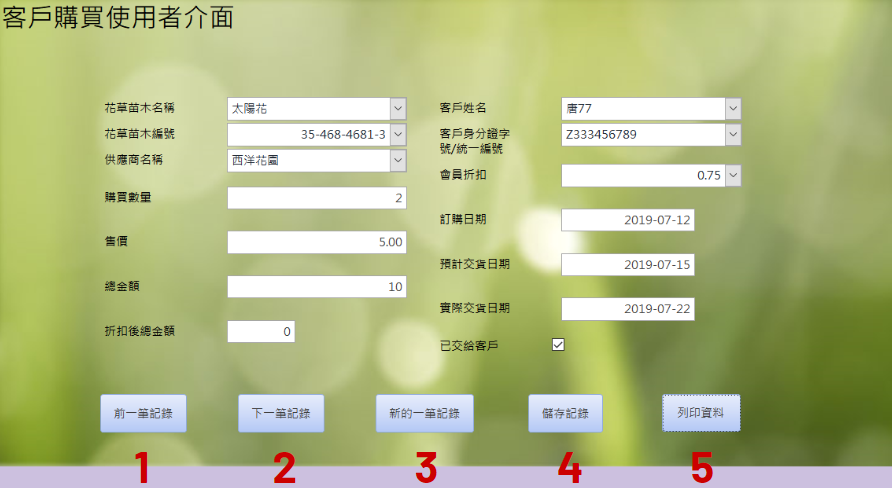 客戶購買使用者介面
花草苗木名稱 太陽花
花草苗木編號 35-468-4681-3
供應商名稱 西洋花圃
購買數量 2
售價 5.00
總金額 10
折扣後總金額 0
客戶姓名 唐77
客戶身分證字
號/統一編號 Z333456789
會員折扣 0.75
訂購日期 2019-07-12
預計交貨日期 2019-07-15
實際交貨日期 2019-07-22
已交給客戶
前一筆記錄 下一筆記錄 新的一筆記錄 儲存記錄 列印資料
1 2 3 4 5